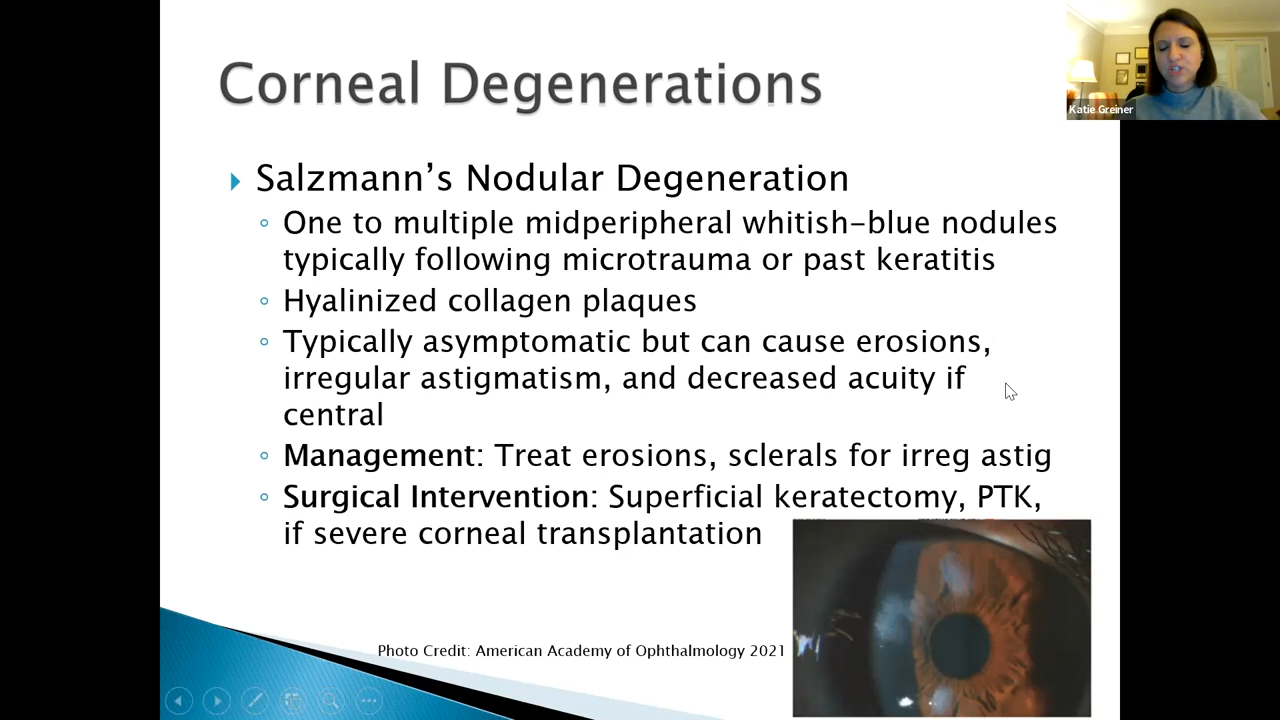 Corneal Degenerations
Katie Greiner
Salzmann’s Nodular Degeneration
One to multiple midperipheral whitish-blue nodules
typically following microtrauma or past keratitis
Hyalinized collagen plaques
Typically asymptomatic but can cause erosions,
irregular astigmatism, and decreased acuity if
central
Management: Treat erosions, sclerals for irreg astig
Surgical Intervention: Superficial keratectomy, PTK,
if severe corneal transplantation
Photo Credit: American Academy of Ophthalmology 2021